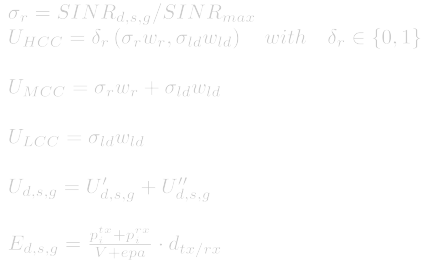 σ_r = SINR_{d,s,g}/SINR_{max}
U_{HCC} = δ_r (σ_r w_r, σ_{ld} w_{ld}) with δ_r ∈ {0, 1}
U_{MCC} = σ_r w_r + σ_{ld} w_{ld}
U_{LCC} = σ_{ld} w_{ld}
U_{d,s,g} = U'_{d,s,g} + U''_{d,s,g}
E_{d,s,g} = \frac{p_i^{tx} + p_i^{rx}}{V + epa} · d_{tx/rx}